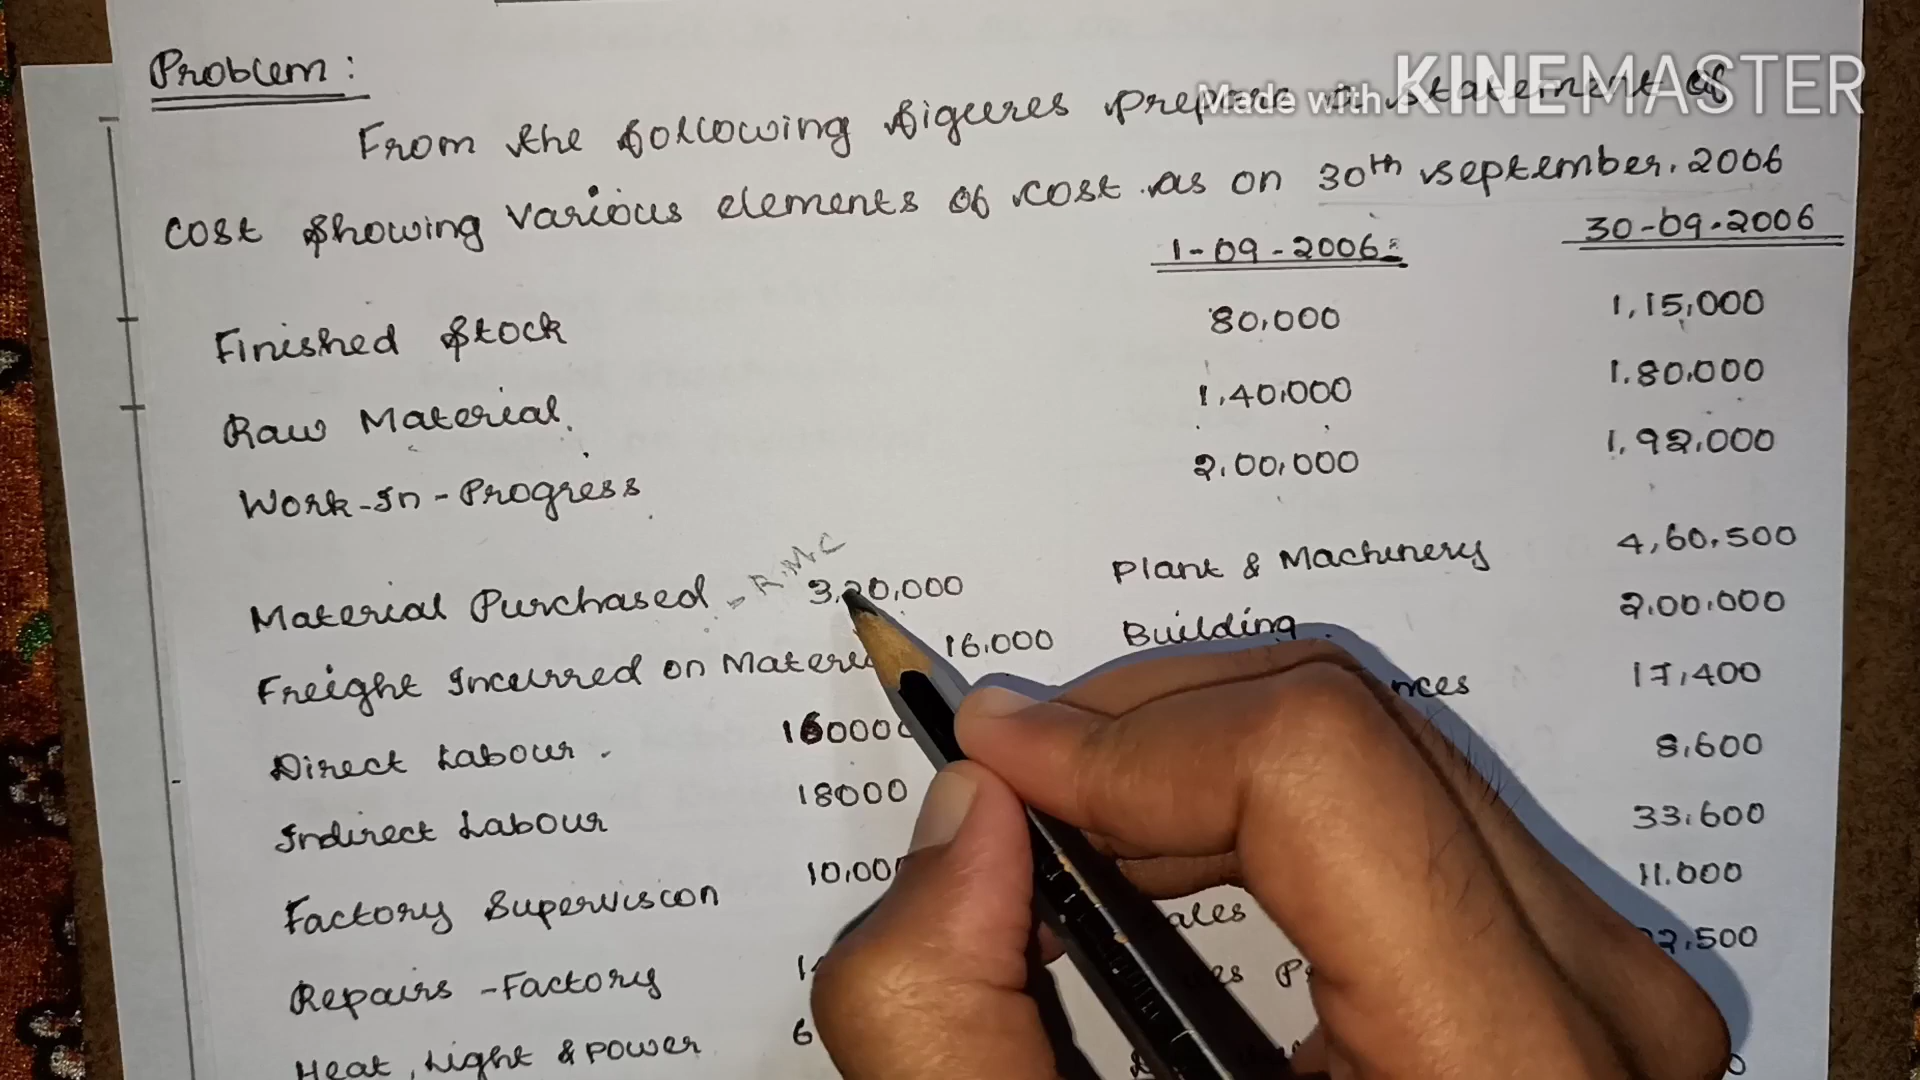 Problem:
Made with KINEMASTER
From the following figures prepare a statement of
cost showing various elements of cost as on 30th september.2006
1-09-2006 30-09-2006
Finished Stock 80,000 1,15,000
Raw Material. 1,40,000 1,80,000
Work-In-Progress 2,00,000 1,92,000
Material Purchased - R.M.C 3,20,000 Plant & Machinery 4,60,500
Freight Incurred on 16,000 Building 2,00,000
Direct Labour. 17,400
Indirect Labour 18000 8,600
Factory Supervision 33,600
Repairs - Factory 11,000
Heat, Light & Power